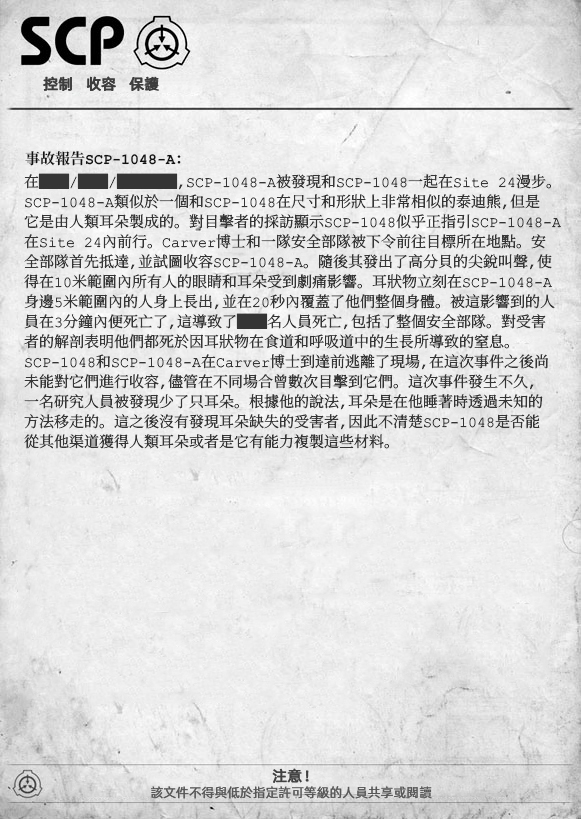 SCP
控制 收容 保護
事故報告SCP-1048-A:
在███/███/██████,SCP-1048-A被發現和SCP-1048一起在Site 24漫步。
SCP-1048-A類似於一個和SCP-1048在尺寸和形狀上非常相似的泰迪熊,但是
它是由人類耳朵製成的。對目擊者的採訪顯示SCP-1048似乎正指引SCP-1048-A
在Site 24內前行。Carver博士和一隊安全部隊被下令前往目標所在地點。安
全部隊首先抵達,並試圖收容SCP-1048-A。隨後其發出了高分貝的尖銳叫聲,使
得在10米範圍內所有人的眼睛和耳朵受到劇痛影響。耳狀物立刻在SCP-1048-A
身邊5米範圍內的人身上長出,並在20秒內覆蓋了他們整個身體。被這影響到的人
員在3分鐘內便死亡了,這導致了███名人員死亡,包括了整個安全部隊。對受害
者的解剖表明他們都死於因耳狀物在食道和呼吸道中的生長所導致的窒息。
SCP-1048和SCP-1048-A在Carver博士到達前逃離了現場,在這次事件之後尚
未能對它們進行收容,儘管在不同場合曾數次目擊到它們。這次事件發生不久,
一名研究人員被發現少了一只耳朵。根據他的說法,耳朵是在他睡著時透過未知的
方法移走的。這之後沒有發現耳朵缺失的受害者,因此不清楚SCP-1048是否能
從其他渠道獲得人類耳朵或者是它有能力複製這些材料。
注意!
該文件不得與低於指定許可等級的人員共享或閱讀